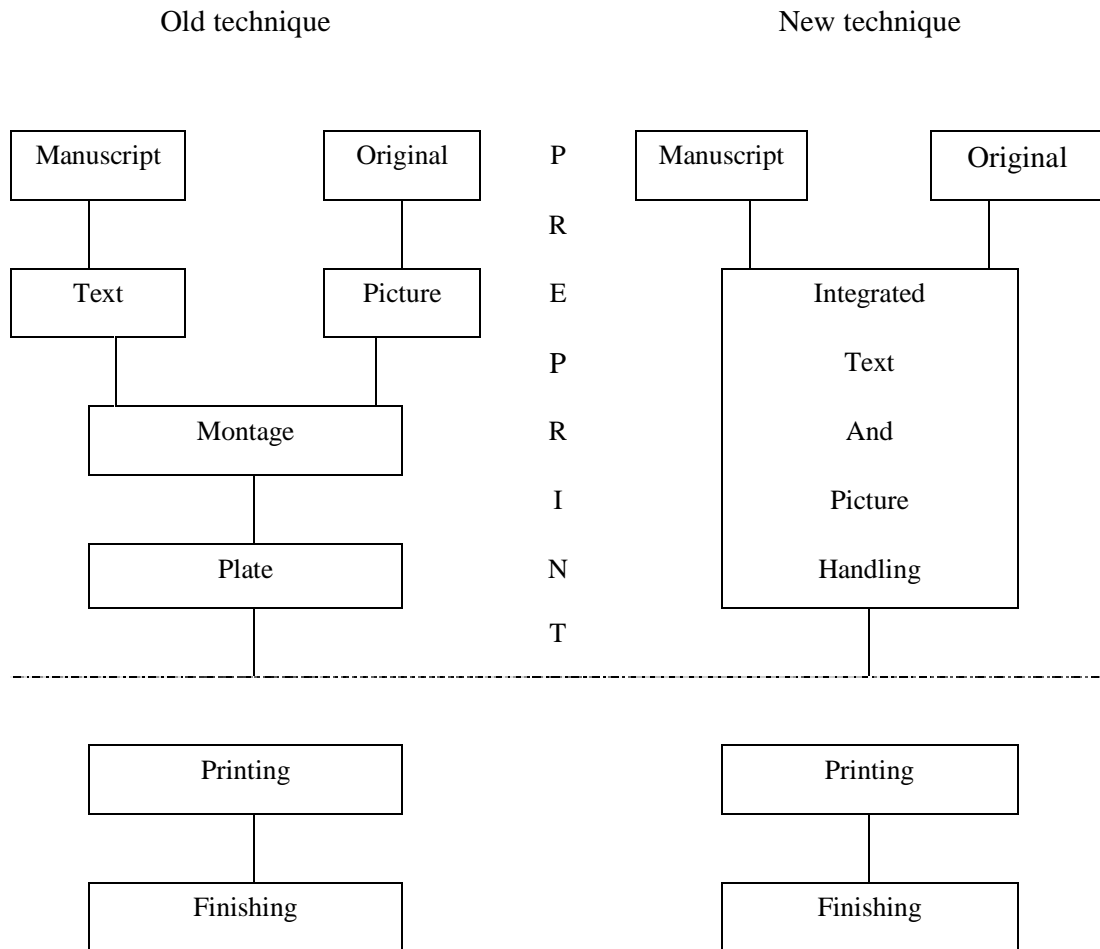 Old technique New technique
Manuscript Original P Manuscript Original
R
Text Picture E Integrated
P Text
Montage R And
I Picture
Plate N Handling
T
Printing Printing
Finishing Finishing